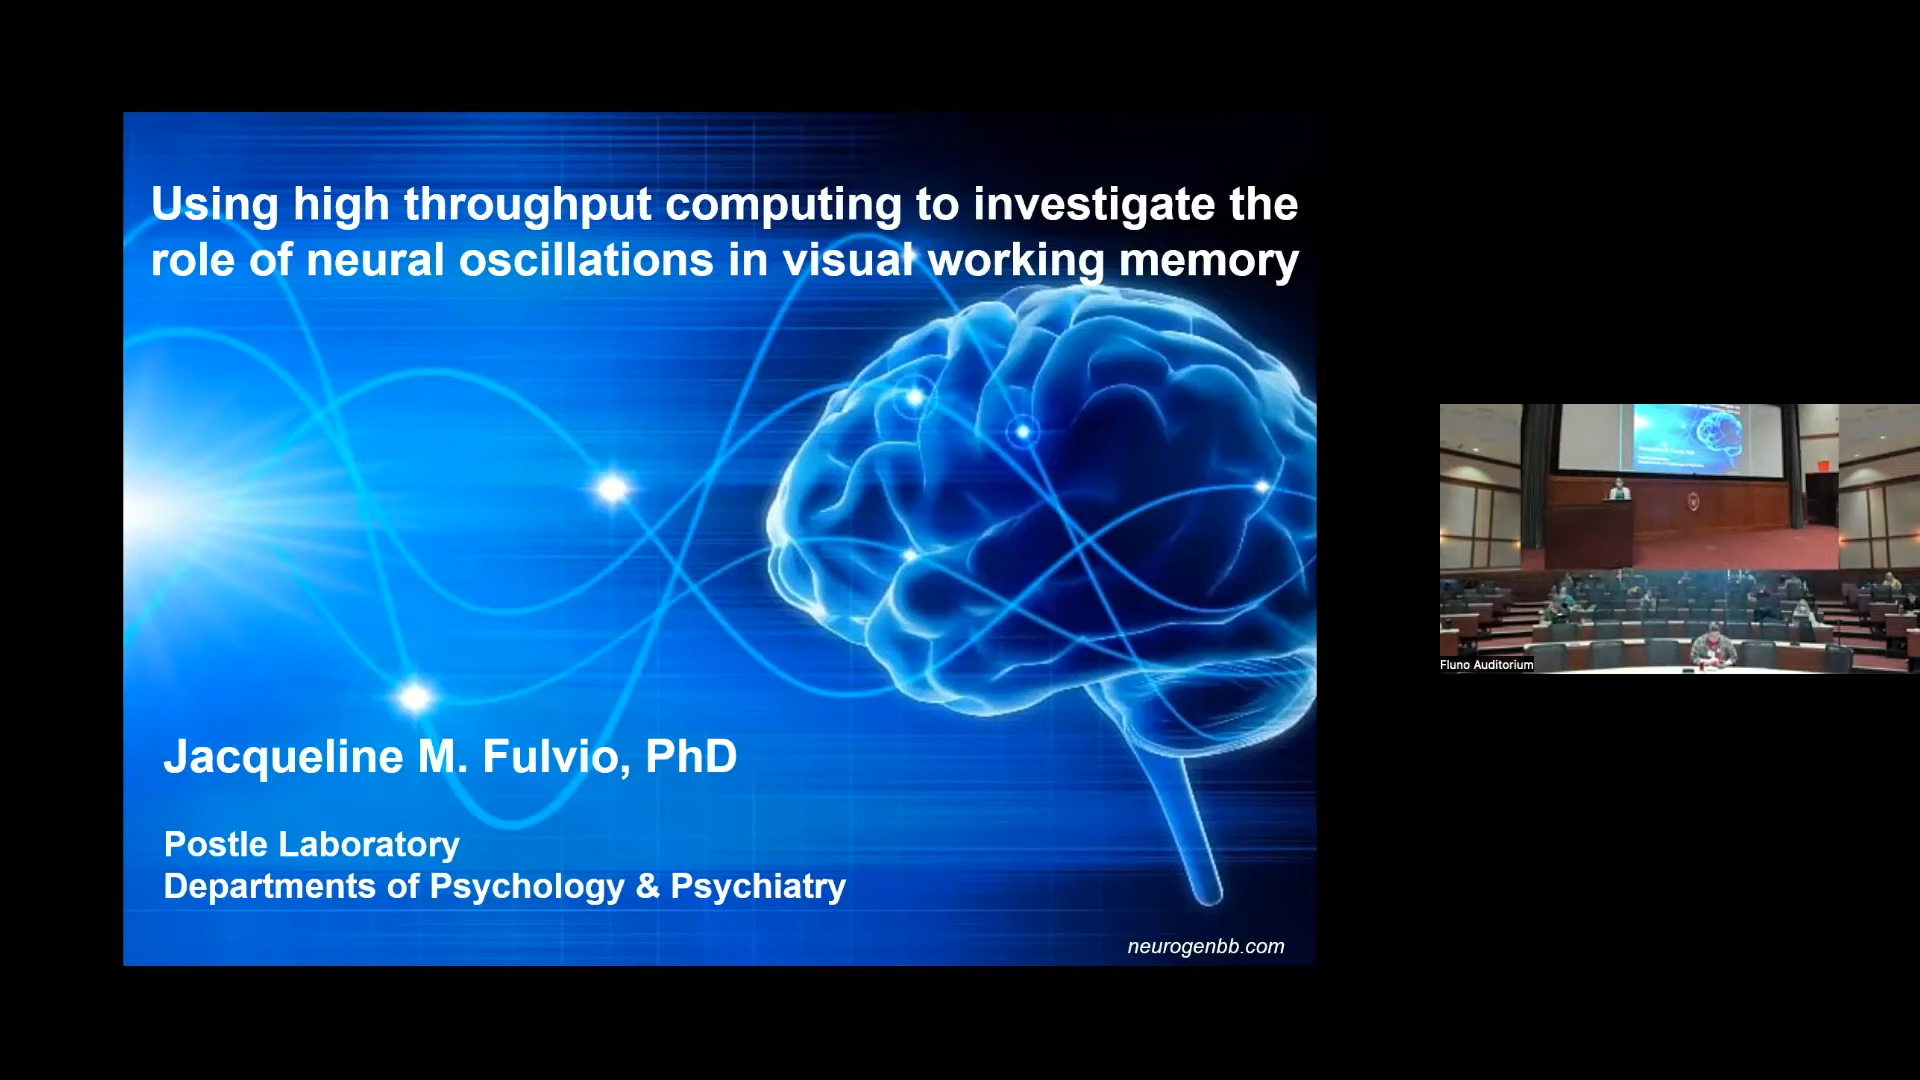 Using high throughput computing to investigate the
role of neural oscillations in visual working memory
Jacqueline M. Fulvio, PhD
Postle Laboratory
Departments of Psychology & Psychiatry
neurogenbb.com
Fluno Auditorium